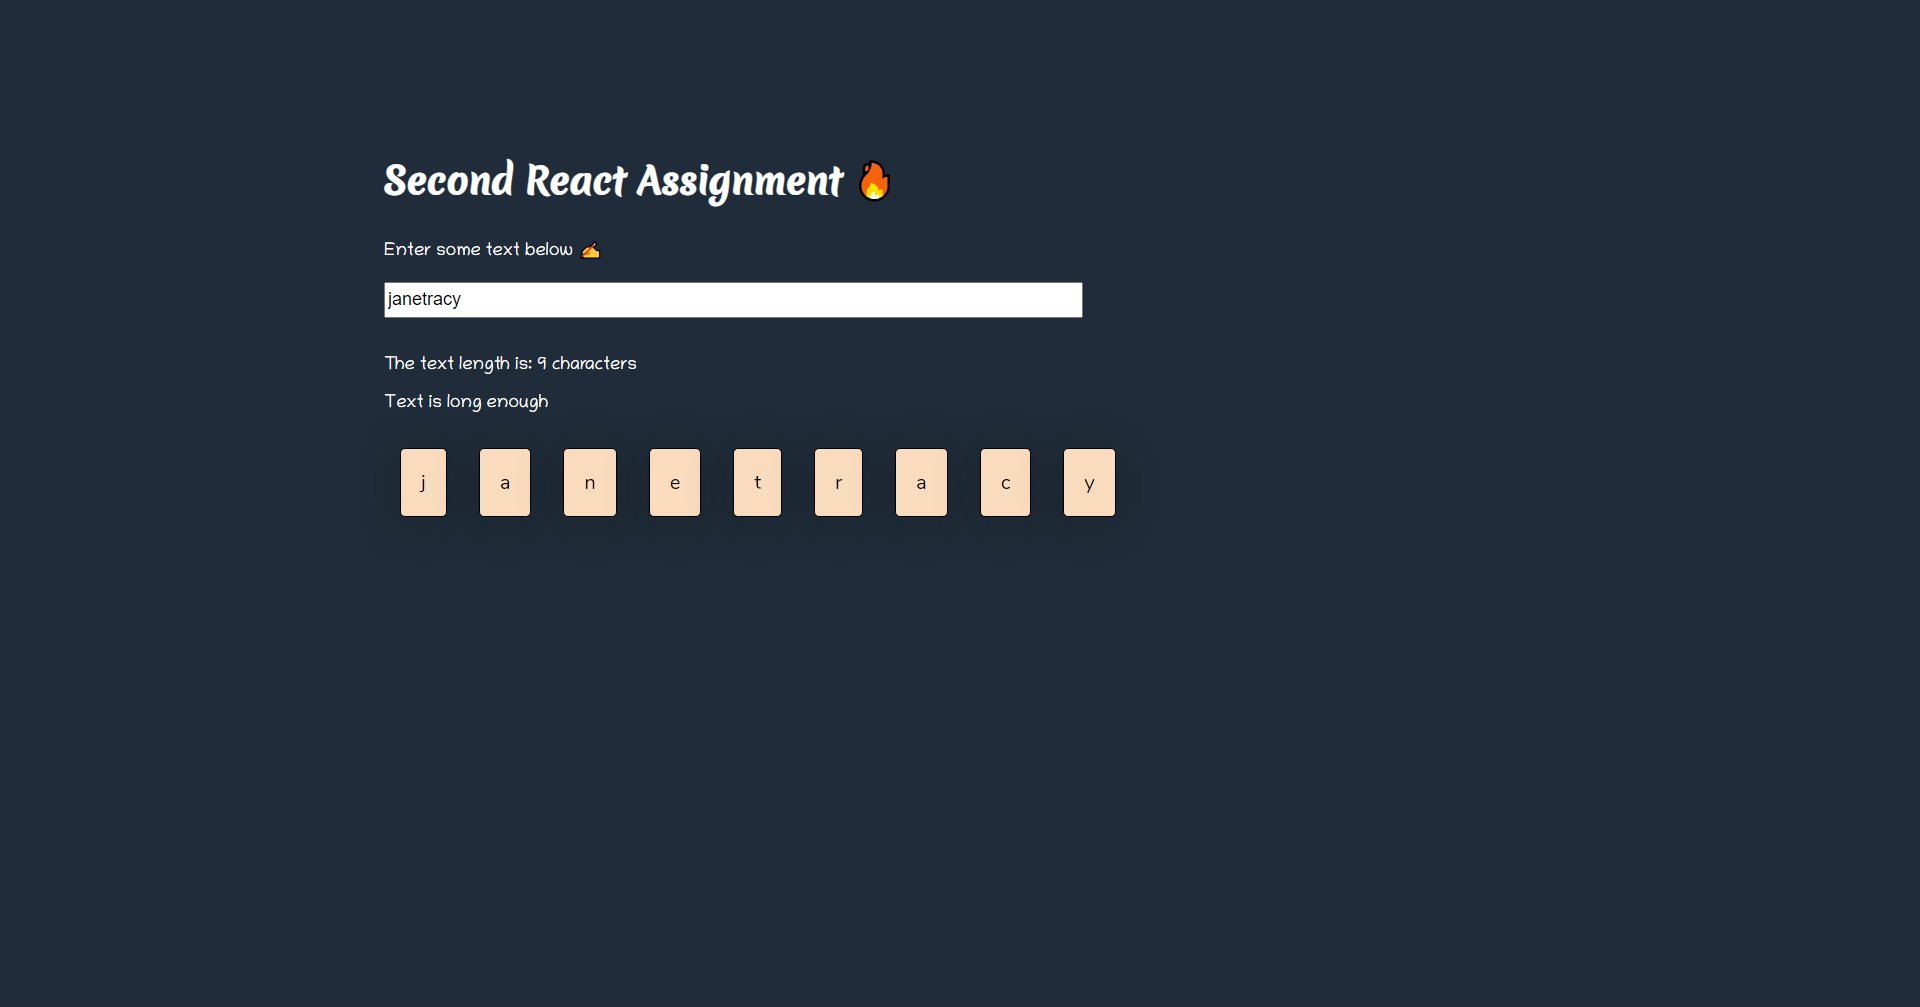 Second React Assignment 🔥
Enter some text below ✍️
janetracy
The text length is: 9 characters
Text is long enough
j a n e t r a c y